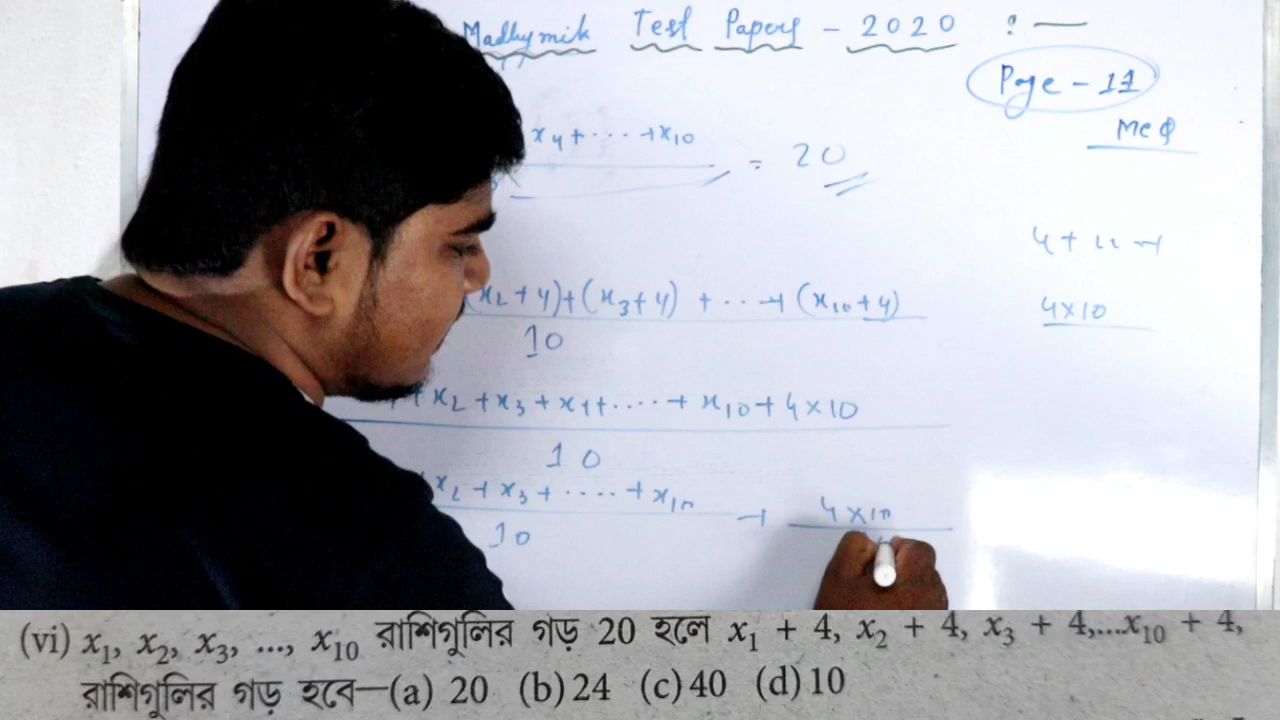 Madhymik Test Papers - 2020 : —
Page - 11
MCQ
x4 + .... + x10 = 20
4 + 11 +
4×10
(x2 + 4) + (x3 + 4) + ... + (x10 + 4)
10
+ x2 + x3 + x4 + .... + x10 + 4×10
10
x2 + x3 + .... + x10 + 4×10
10
(vi) x1, x2, x3, ..., x10 রাশিগুলির গড় 20 হলে x1 + 4, x2 + 4, x3 + 4,...x10 + 4,
রাশিগুলির গড় হবে—(a) 20 (b) 24 (c) 40 (d) 10